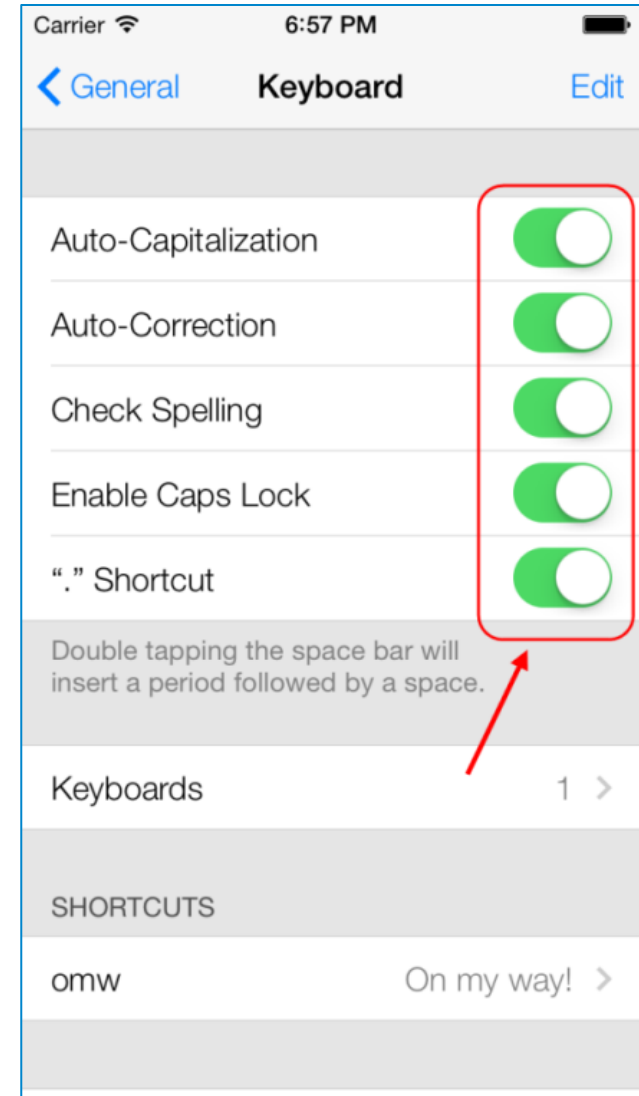 Carrier 6:57 PM
General Keyboard Edit
Auto-Capitalization
Auto-Correction
Check Spelling
Enable Caps Lock
“.” Shortcut
Double tapping the space bar will
insert a period followed by a space.
Keyboards 1
SHORTCUTS
omw On my way!